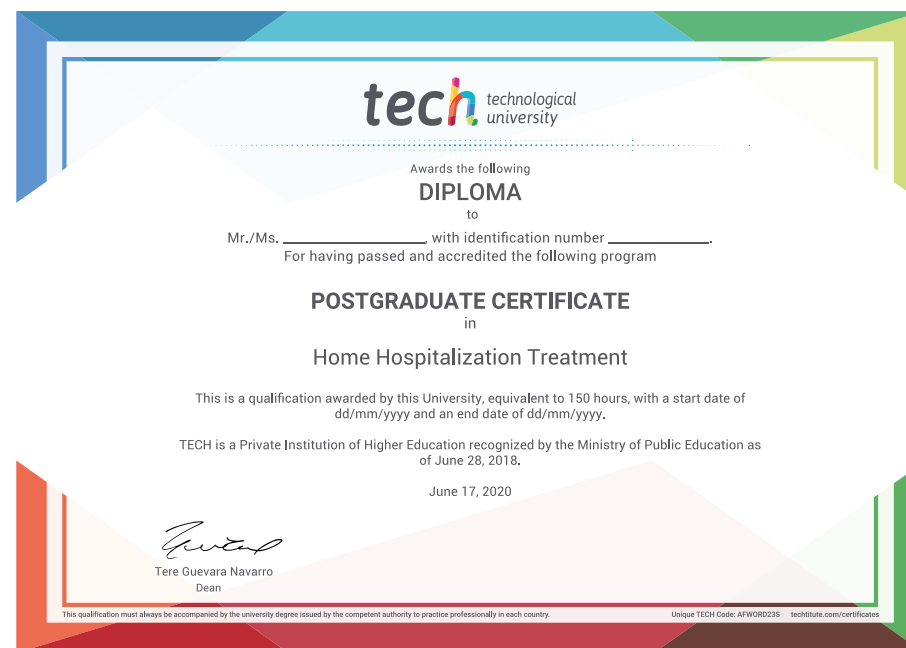 tech technological
university
Awards the following
DIPLOMA
to
Mr./Ms. ____________________, with identification number ______________.
For having passed and accredited the following program
POSTGRADUATE CERTIFICATE
in
Home Hospitalization Treatment
This is a qualification awarded by this University, equivalent to 150 hours, with a start date of
dd/mm/yyyy and an end date of dd/mm/yyyy.
TECH is a Private Institution of Higher Education recognized by the Ministry of Public Education as
of June 28, 2018.
June 17, 2020
Tere Guevara Navarro
Dean
This qualification must always be accompanied by the university degree issued by the competent authority to practice professionally in each country. Unique TECH Code: AFWORD23S techtitute.com/certificates